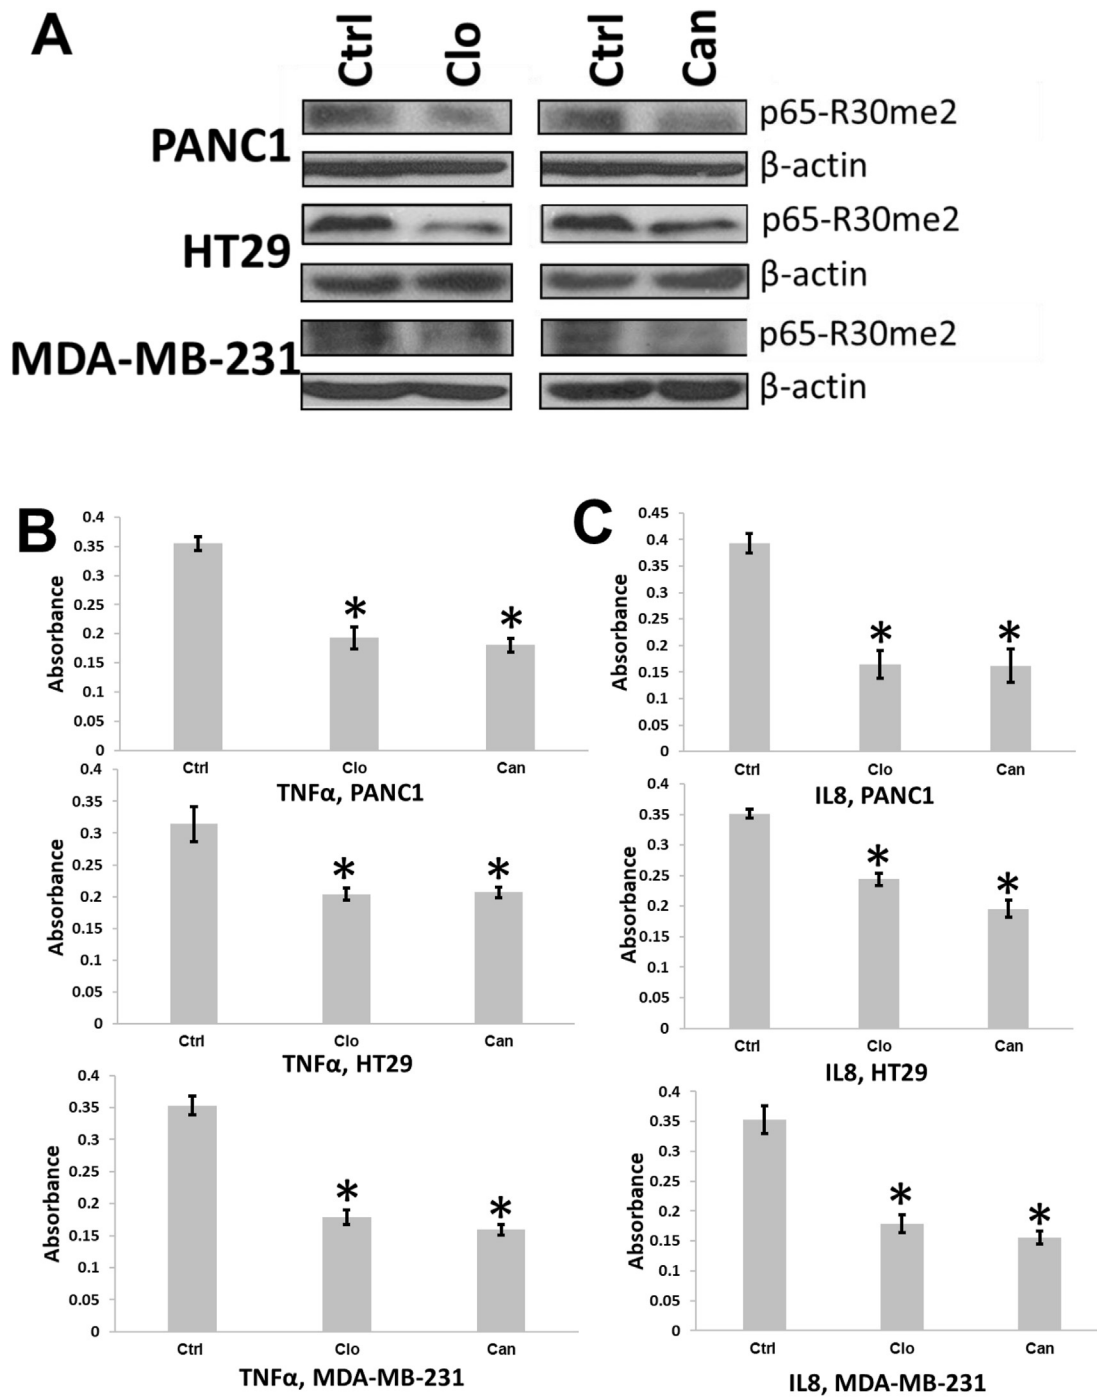 A
Ctrl Clo Ctrl Can
PANC1
p65-R30me2
β-actin
HT29
p65-R30me2
β-actin
MDA-MB-231
p65-R30me2
β-actin
B
Absorbance
0.4
0.35
0.3
0.25
0.2
0.15
0.1
0.05
0
* *
Ctrl Clo Can
TNFα, PANC1
Absorbance
0.4
0.35
0.3
0.25
0.2
0.15
0.1
0.05
0
* *
Ctrl Clo Can
TNFα, HT29
Absorbance
0.4
0.35
0.3
0.25
0.2
0.15
0.1
0.05
0
* *
Ctrl Clo Can
TNFα, MDA-MB-231
C
Absorbance
0.45
0.4
0.35
0.3
0.25
0.2
0.15
0.1
0.05
0
* *
Ctrl Clo Can
IL8, PANC1
Absorbance
0.4
0.35
0.3
0.25
0.2
0.15
0.1
0.05
0
* *
Ctrl Clo Can
IL8, HT29
Absorbance
0.4
0.35
0.3
0.25
0.2
0.15
0.1
0.05
0
* *
Ctrl Clo Can
IL8, MDA-MB-231